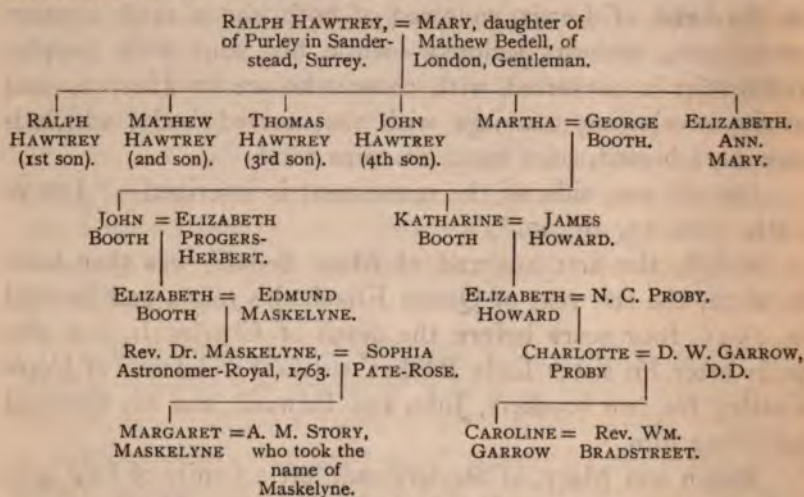 RALPH HAWTREY, = MARY, daughter of
of Purley in Sander- Mathew Bedell, of
stead, Surrey. London, Gentleman.
RALPH MATHEW THOMAS JOHN MARTHA = GEORGE ELIZABETH.
HAWTREY HAWTREY HAWTREY HAWTREY BOOTH. ANN.
(1st son). (2nd son). (3rd son). (4th son). MARY.
JOHN = ELIZABETH KATHARINE = JAMES
BOOTH PROGERS- BOOTH HOWARD.
HERBERT.
ELIZABETH = EDMUND ELIZABETH = N. C. PROBY.
BOOTH MASKELYNE. HOWARD
Rev. Dr. MASKELYNE, = SOPHIA CHARLOTTE = D. W. GARROW,
Astronomer-Royal, 1763. PATE-ROSE. PROBY D.D.
MARGARET = A. M. STORY, CAROLINE = Rev. WM.
MASKELYNE who took the GARROW BRADSTREET.
name of
Maskelyne.